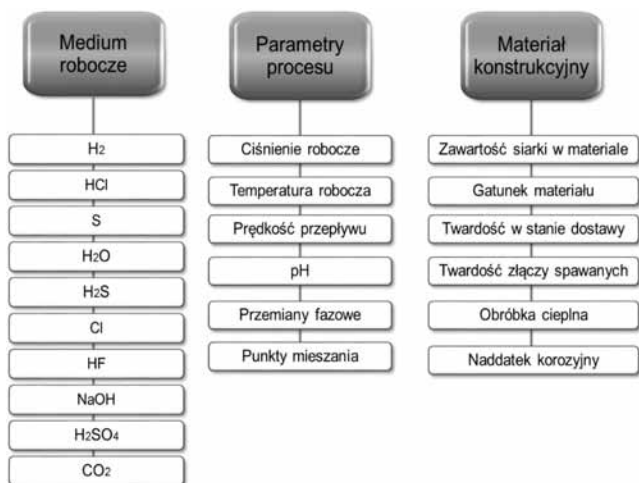 Medium
robocze
H2
HCl
S
H2O
H2S
Cl
HF
NaOH
H2SO4
CO2
Parametry
procesu
Ciśnienie robocze
Temperatura robocza
Prędkość przepływu
pH
Przemiany fazowe
Punkty mieszania
Materiał
konstrukcyjny
Zawartość siarki w materiale
Gatunek materiału
Twardość w stanie dostawy
Twardość złączy spawanych
Obróbka cieplna
Naddatek korozyjny